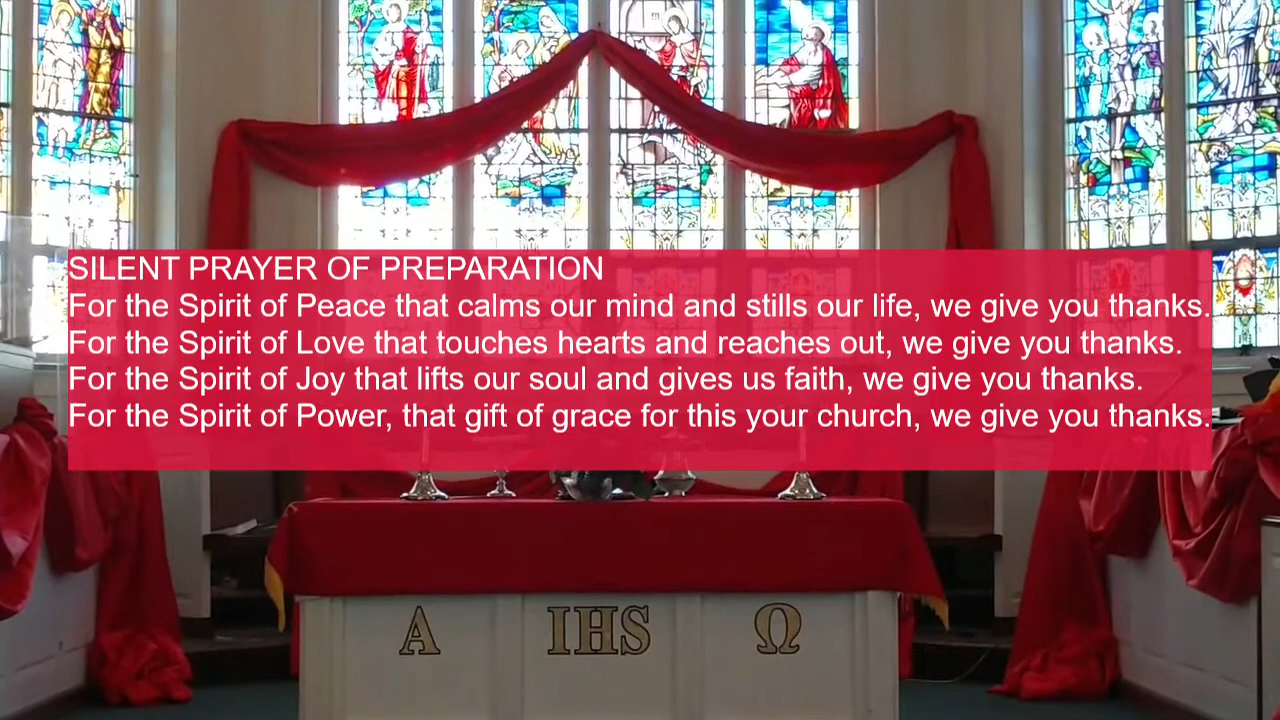 SILENT PRAYER OF PREPARATION
For the Spirit of Peace that calms our mind and stills our life, we give you thanks.
For the Spirit of Love that touches hearts and reaches out, we give you thanks.
For the Spirit of Joy that lifts our soul and gives us faith, we give you thanks.
For the Spirit of Power, that gift of grace for this your church, we give you thanks.
Α IHS Ω